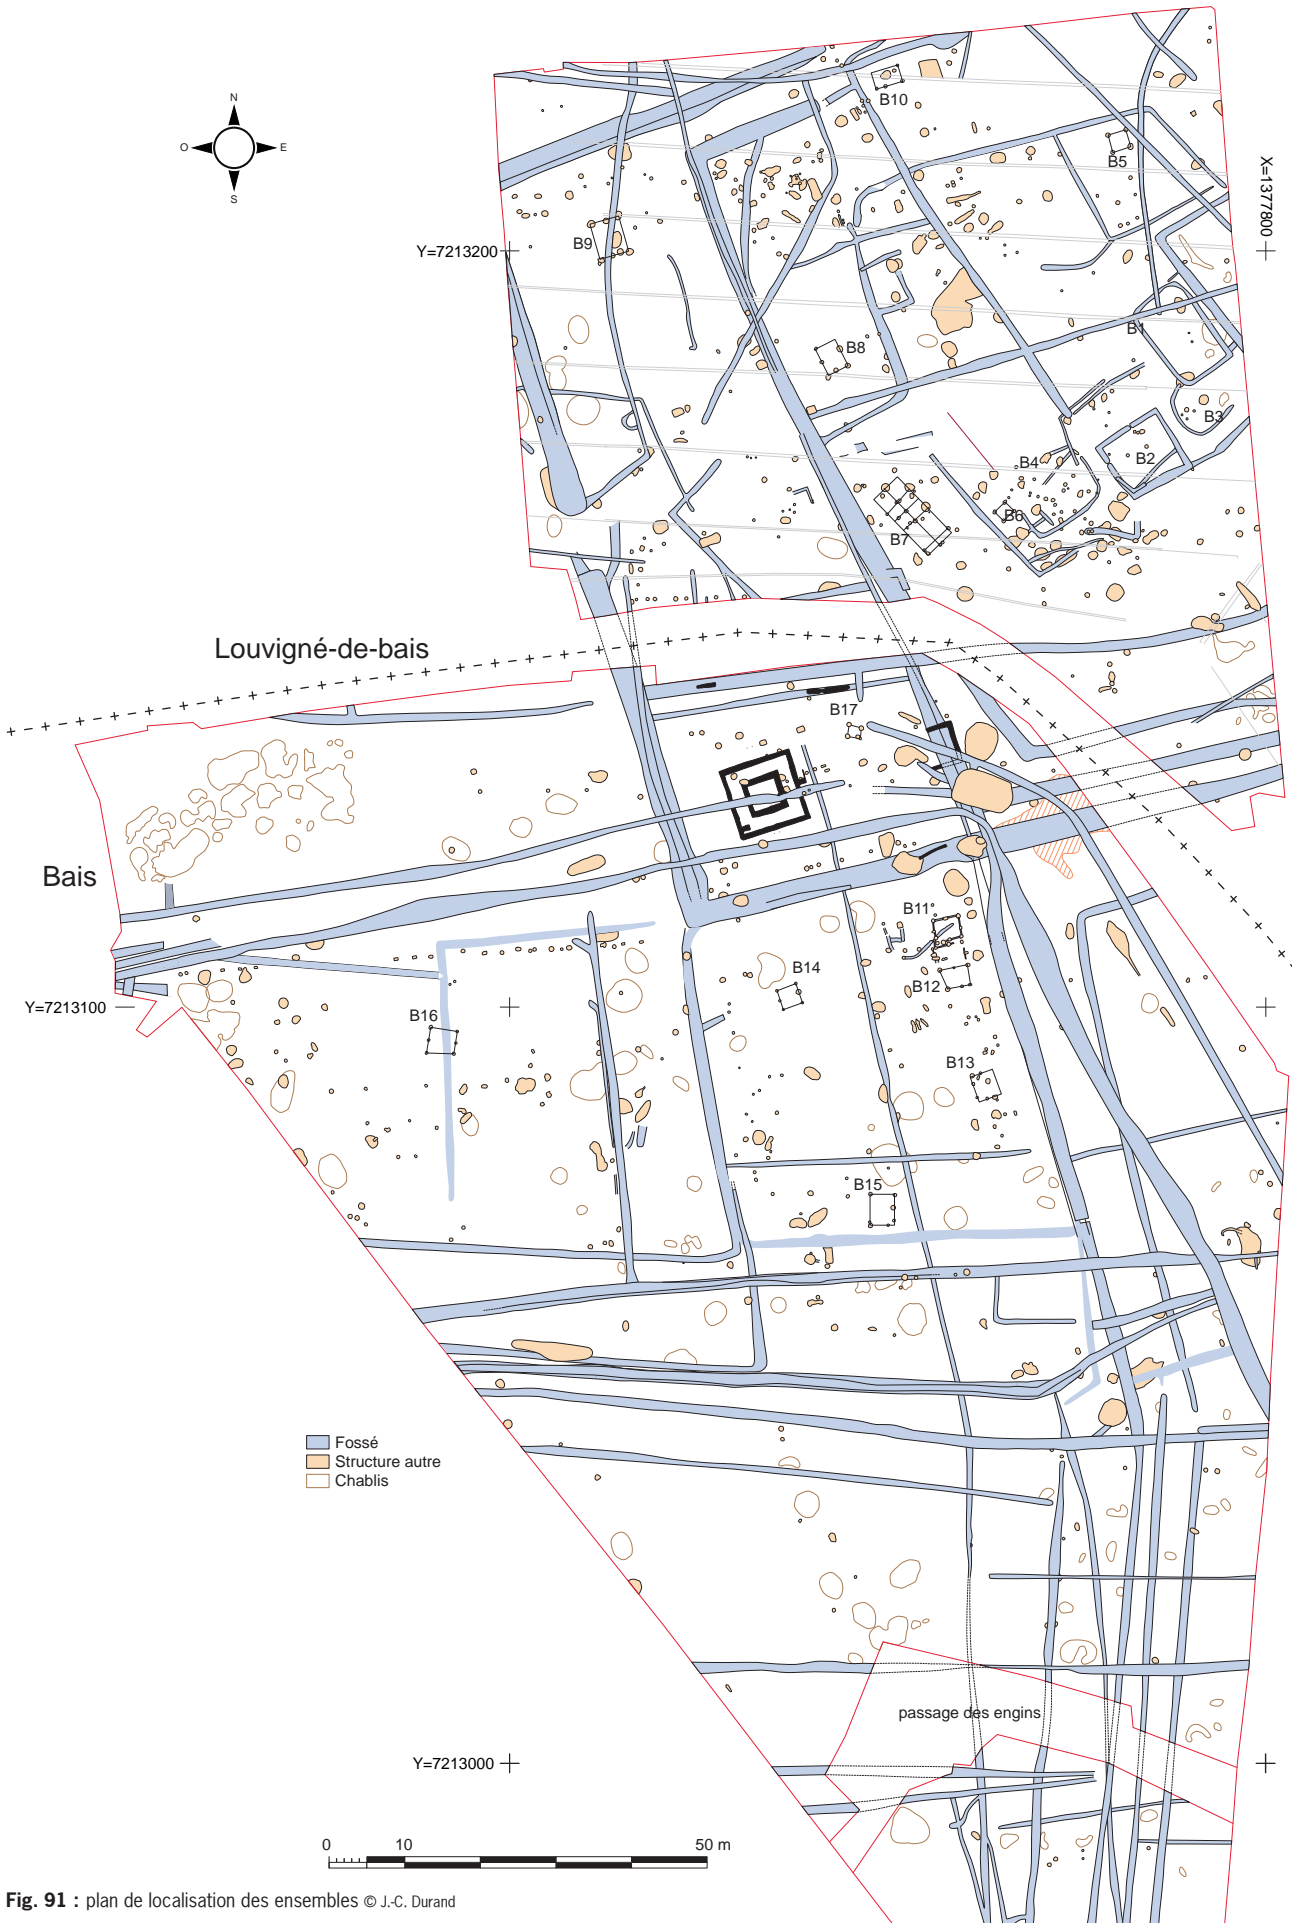 N
O
E
S
X=1377800
Y=7213200
B10
B5
B9
B1
B8
B3
B2
B4
B6
B7
Louvigné-de-bais
B17
Bais
B11
B14
B12
Y=7213100
B16
B13
B15
Fossé
Structure autre
Chablis
passage des engins
Y=7213000
0 10 50 m
Fig. 91 : plan de localisation des ensembles © J.-C. Durand